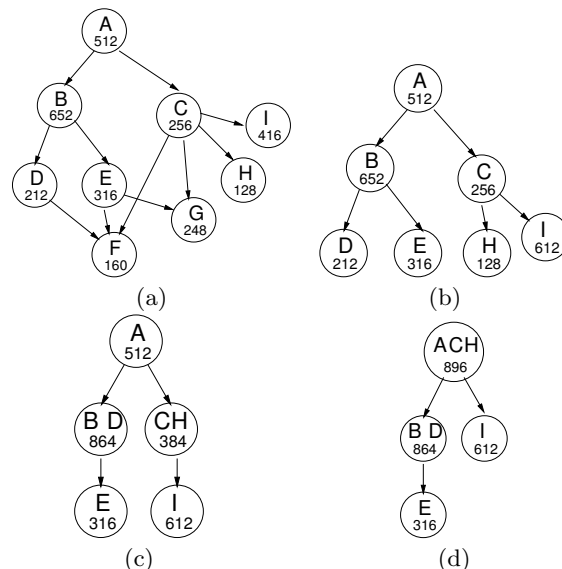 A
512
B
652
C
256
I
416
D
212
E
316
H
128
G
248
F
160
(a)
A
512
B
652
C
256
D
212
E
316
H
128
I
612
(b)
A
512
B D
864
CH
384
E
316
I
612
(c)
ACH
896
B D
864
I
612
E
316
(d)